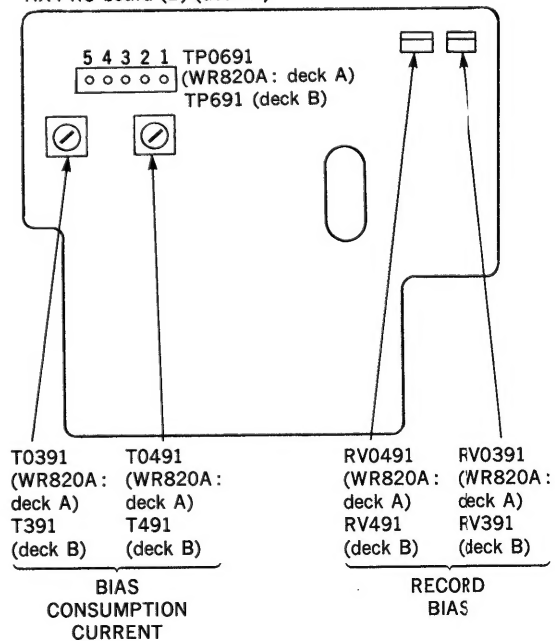 5 4 3 2 1 TP0691
(WR820A: deck A)
TP691 (deck B)
T0391
(WR820A:
deck A)
T391
(deck B)
T0491
(WR820A:
deck A)
T491
(deck B)
RV0491
(WR820A:
deck A)
RV491
(deck B)
RV0391
(WR820A:
deck A)
RV391
(deck B)
BIAS
CONSUMPTION
CURRENT
RECORD
BIAS